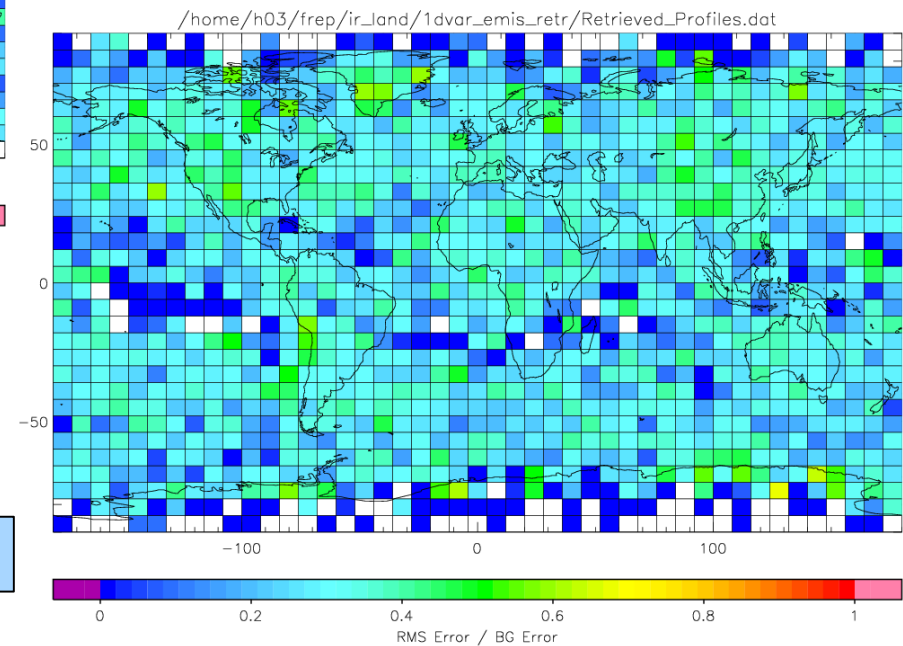 /home/h03/frep/ir_land/1dvar_emis_retr/Retrieved_Profiles.dat
50
0
−50
−100 0 100
0 0.2 0.4 0.6 0.8 1
RMS Error / BG Error